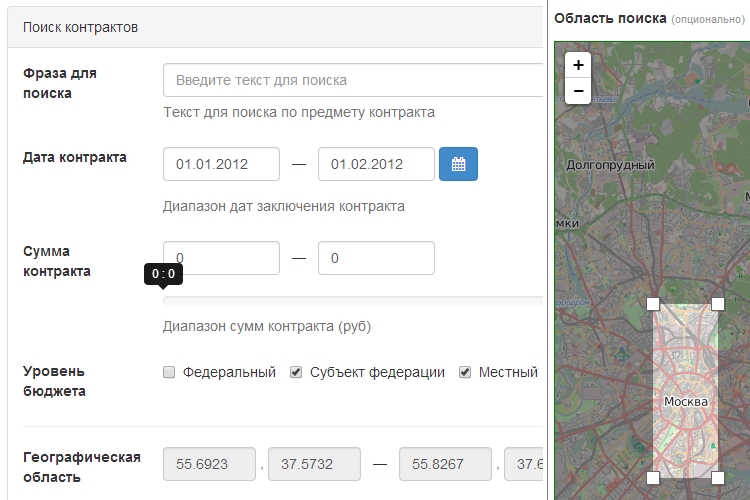 Поиск контрактов
Фраза для
поиска
Введите текст для поиска
Текст для поиска по предмету контракта
Дата контракта
01.01.2012 — 01.02.2012
Диапазон дат заключения контракта
Сумма
контракта
0 — 0
0 : 0
Диапазон сумм контракта (руб)
Уровень
бюджета
Федеральный Субъект федерации Местный
Географическая
область
55.6923 , 37.5732 — 55.8267 , 37.6
Область поиска (опционально)
+
−
Долгопрудный
мки
Москва